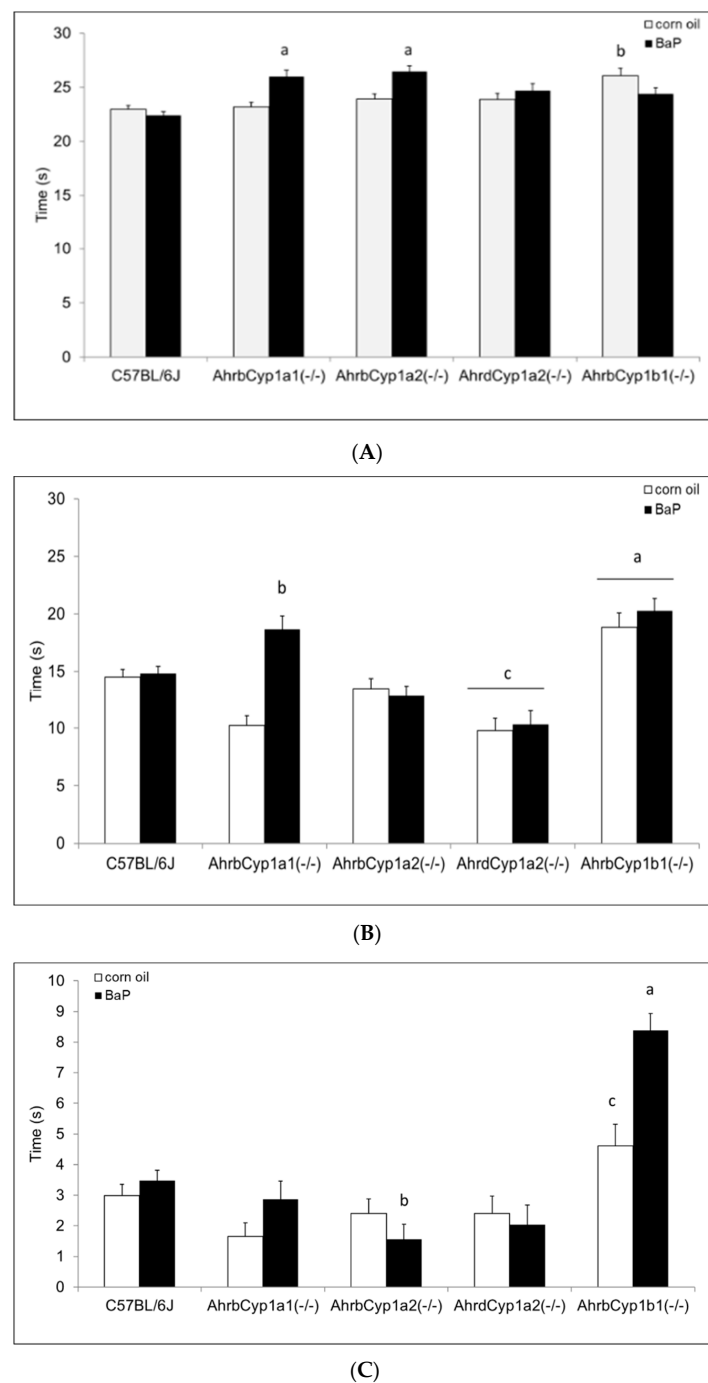 corn oil
BaP
30
25
20
15
10
5
0
Time (s)
a
a
b
C57BL/6J AhrbCyp1a1(-/-) AhrbCyp1a2(-/-) AhrdCyp1a2(-/-) AhrbCyp1b1(-/-)
(A)
corn oil
BaP
30
25
20
15
10
5
0
Time (s)
b
c
a
C57BL/6J AhrbCyp1a1(-/-) AhrbCyp1a2(-/-) AhrdCyp1a2(-/-) AhrbCyp1b1(-/-)
(B)
corn oil
BaP
10
9
8
7
6
5
4
3
2
1
0
Time (s)
b
c
a
C57BL/6J AhrbCyp1a1(-/-) AhrbCyp1a2(-/-) AhrdCyp1a2(-/-) AhrbCyp1b1(-/-)
(C)